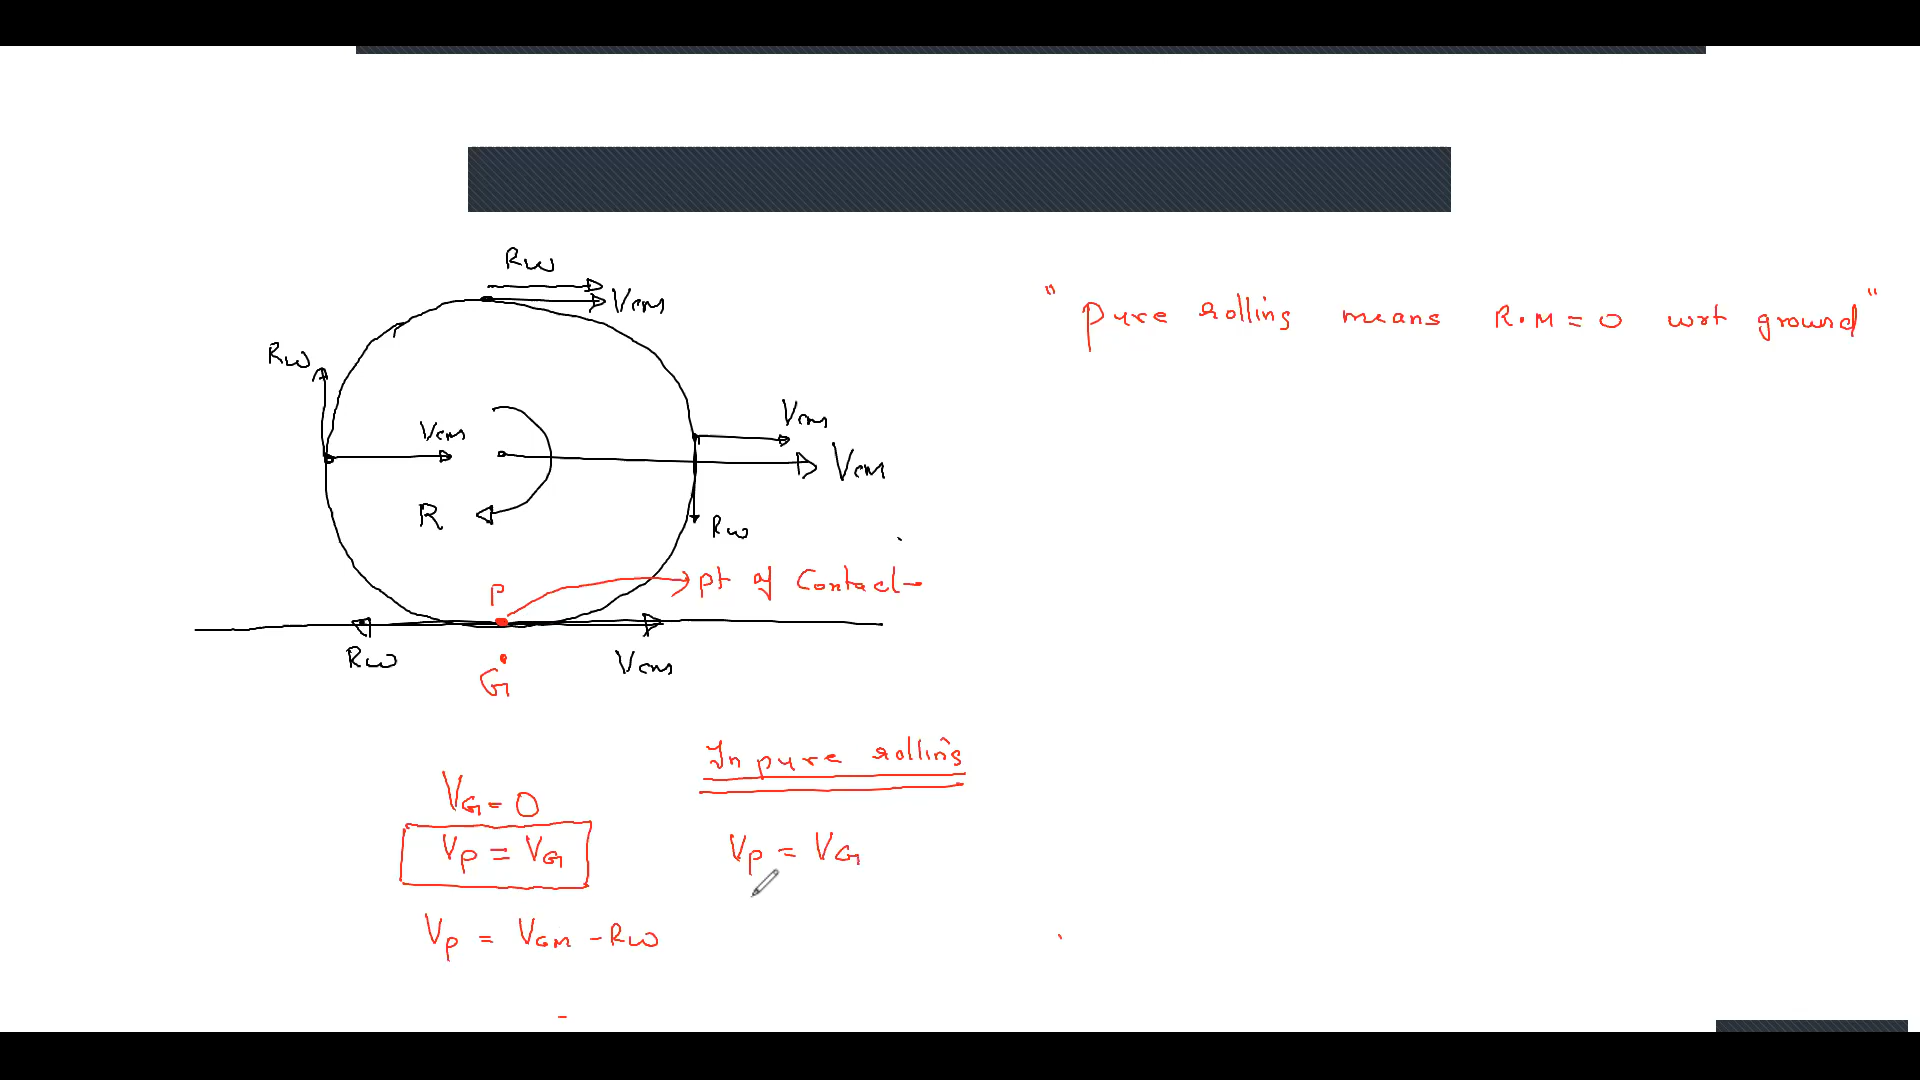 Rω
Vcm
" Pure rolling means R.M = 0 wrt ground "
Rω
Vcm
Vcm
Vcm
R
Rω
P
pt of Contact
Rω
Vcm
G
In pure rolling
VG = 0
VP = VG
VP = VG
VP = VCM - Rω